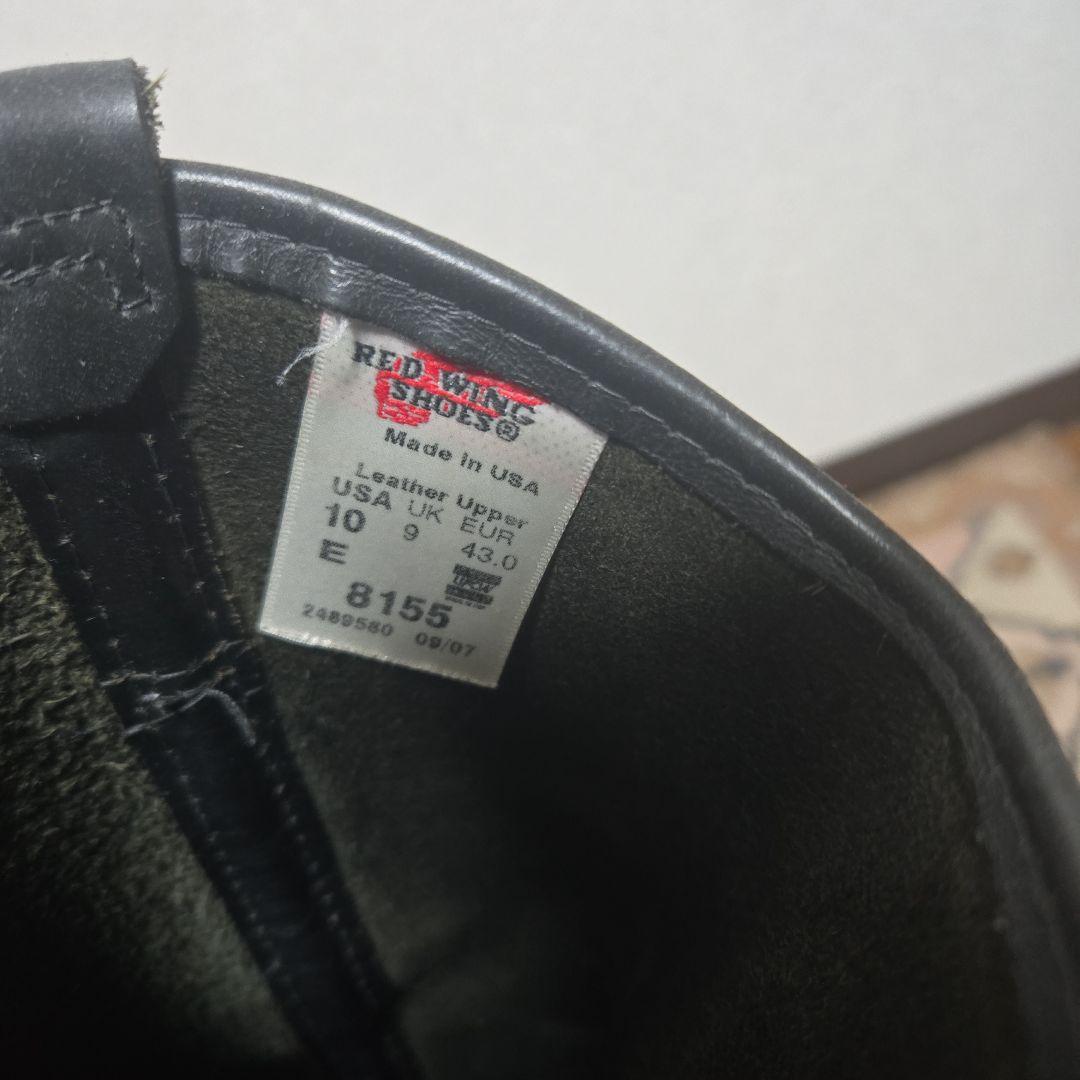 RED WING
SHOES®
Made in USA
Leather Upper
USA UK EUR
10 9 43.0
E
8155
2489580 09/07